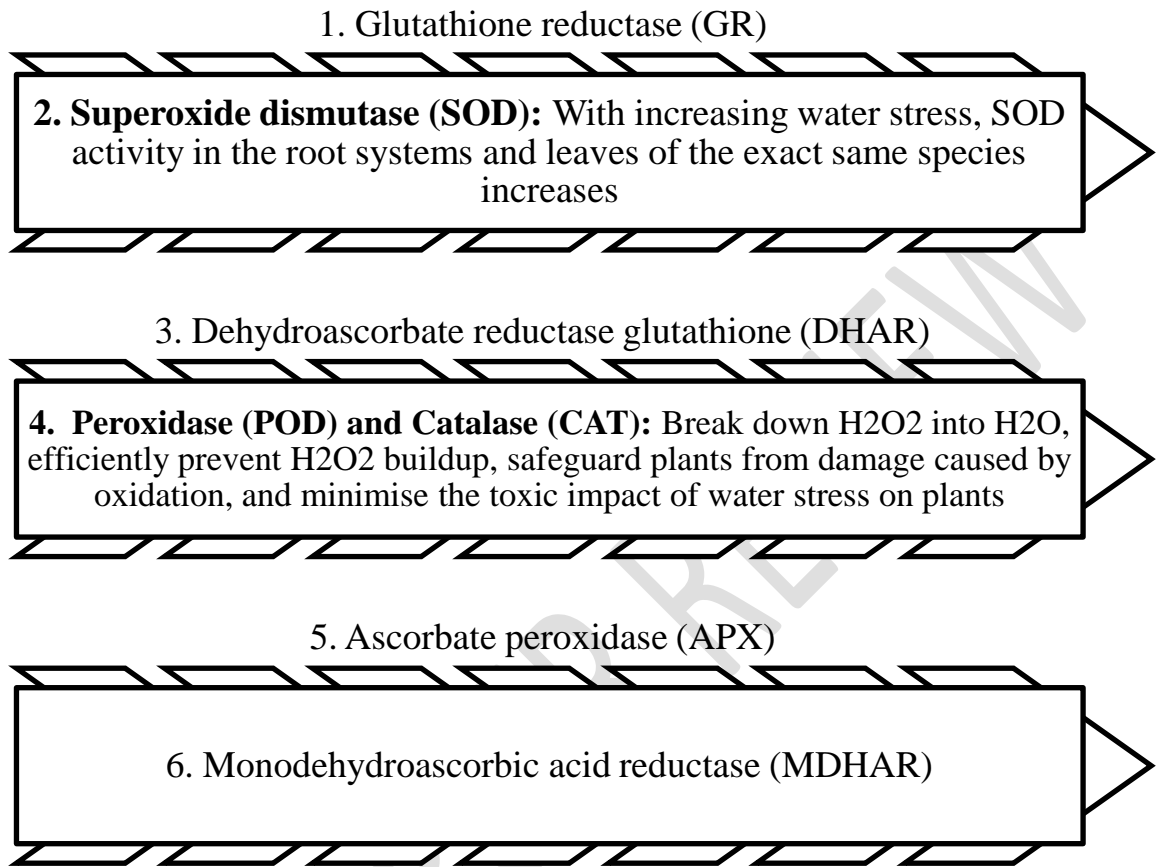 1. Glutathione reductase (GR)
2. Superoxide dismutase (SOD): With increasing water stress, SOD
activity in the root systems and leaves of the exact same species
increases
3. Dehydroascorbate reductase glutathione (DHAR)
4. Peroxidase (POD) and Catalase (CAT): Break down H2O2 into H2O,
efficiently prevent H2O2 buildup, safeguard plants from damage caused by
oxidation, and minimise the toxic impact of water stress on plants
5. Ascorbate peroxidase (APX)
6. Monodehydroascorbic acid reductase (MDHAR)